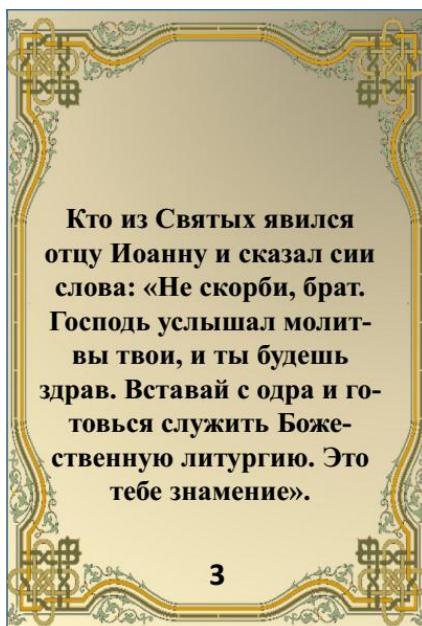 Кто из Святых явился
отцу Иоанну и сказал сии
слова: «Не скорби, брат.
Господь услышал молит-
вы твои, и ты будешь
здрав. Вставай с одра и го-
товься служить Боже-
ственную литургию. Это
тебе знамение».
3